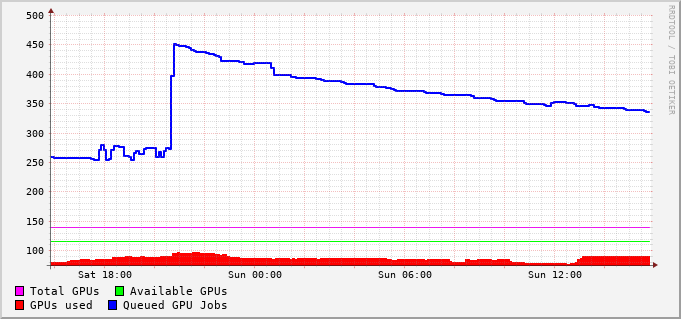 500
450
400
350
300
250
200
150
100
Sat 18:00 Sun 00:00 Sun 06:00 Sun 12:00
Total GPUs Available GPUs
GPUs used Queued GPU Jobs
RRDTOOL / TOBI OETIKER